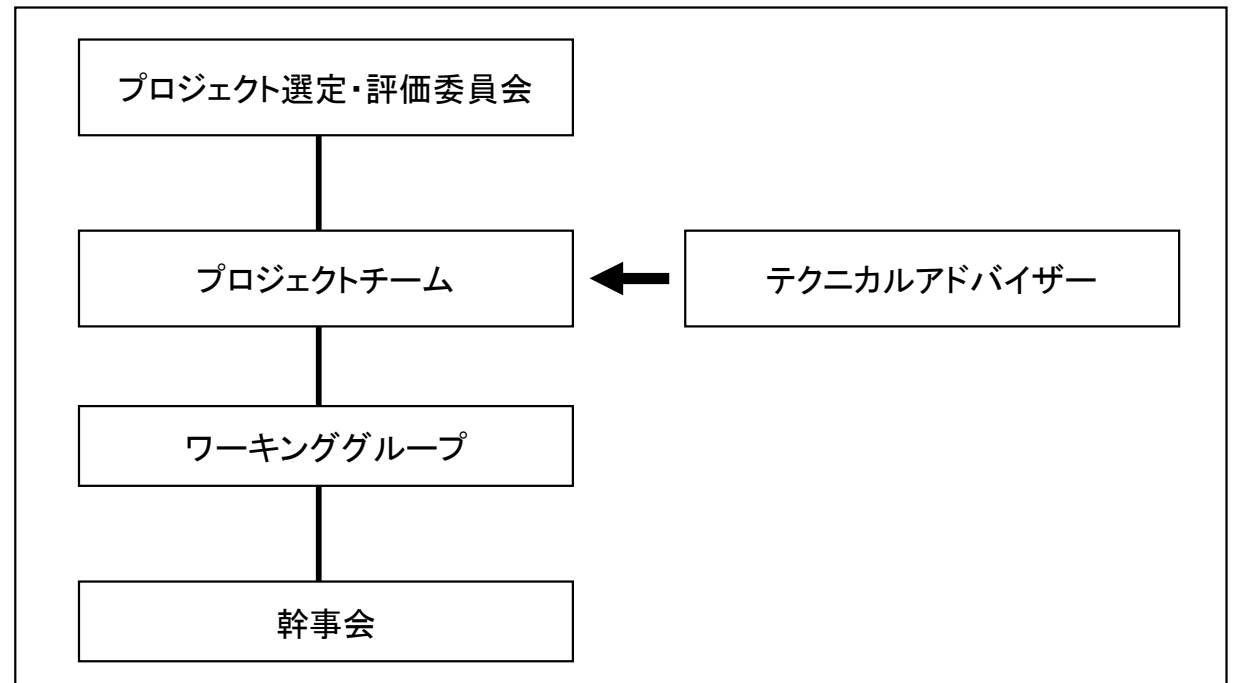 プロジェクト選定・評価委員会
プロジェクトチーム
テクニカルアドバイザー
ワーキンググループ
幹事会